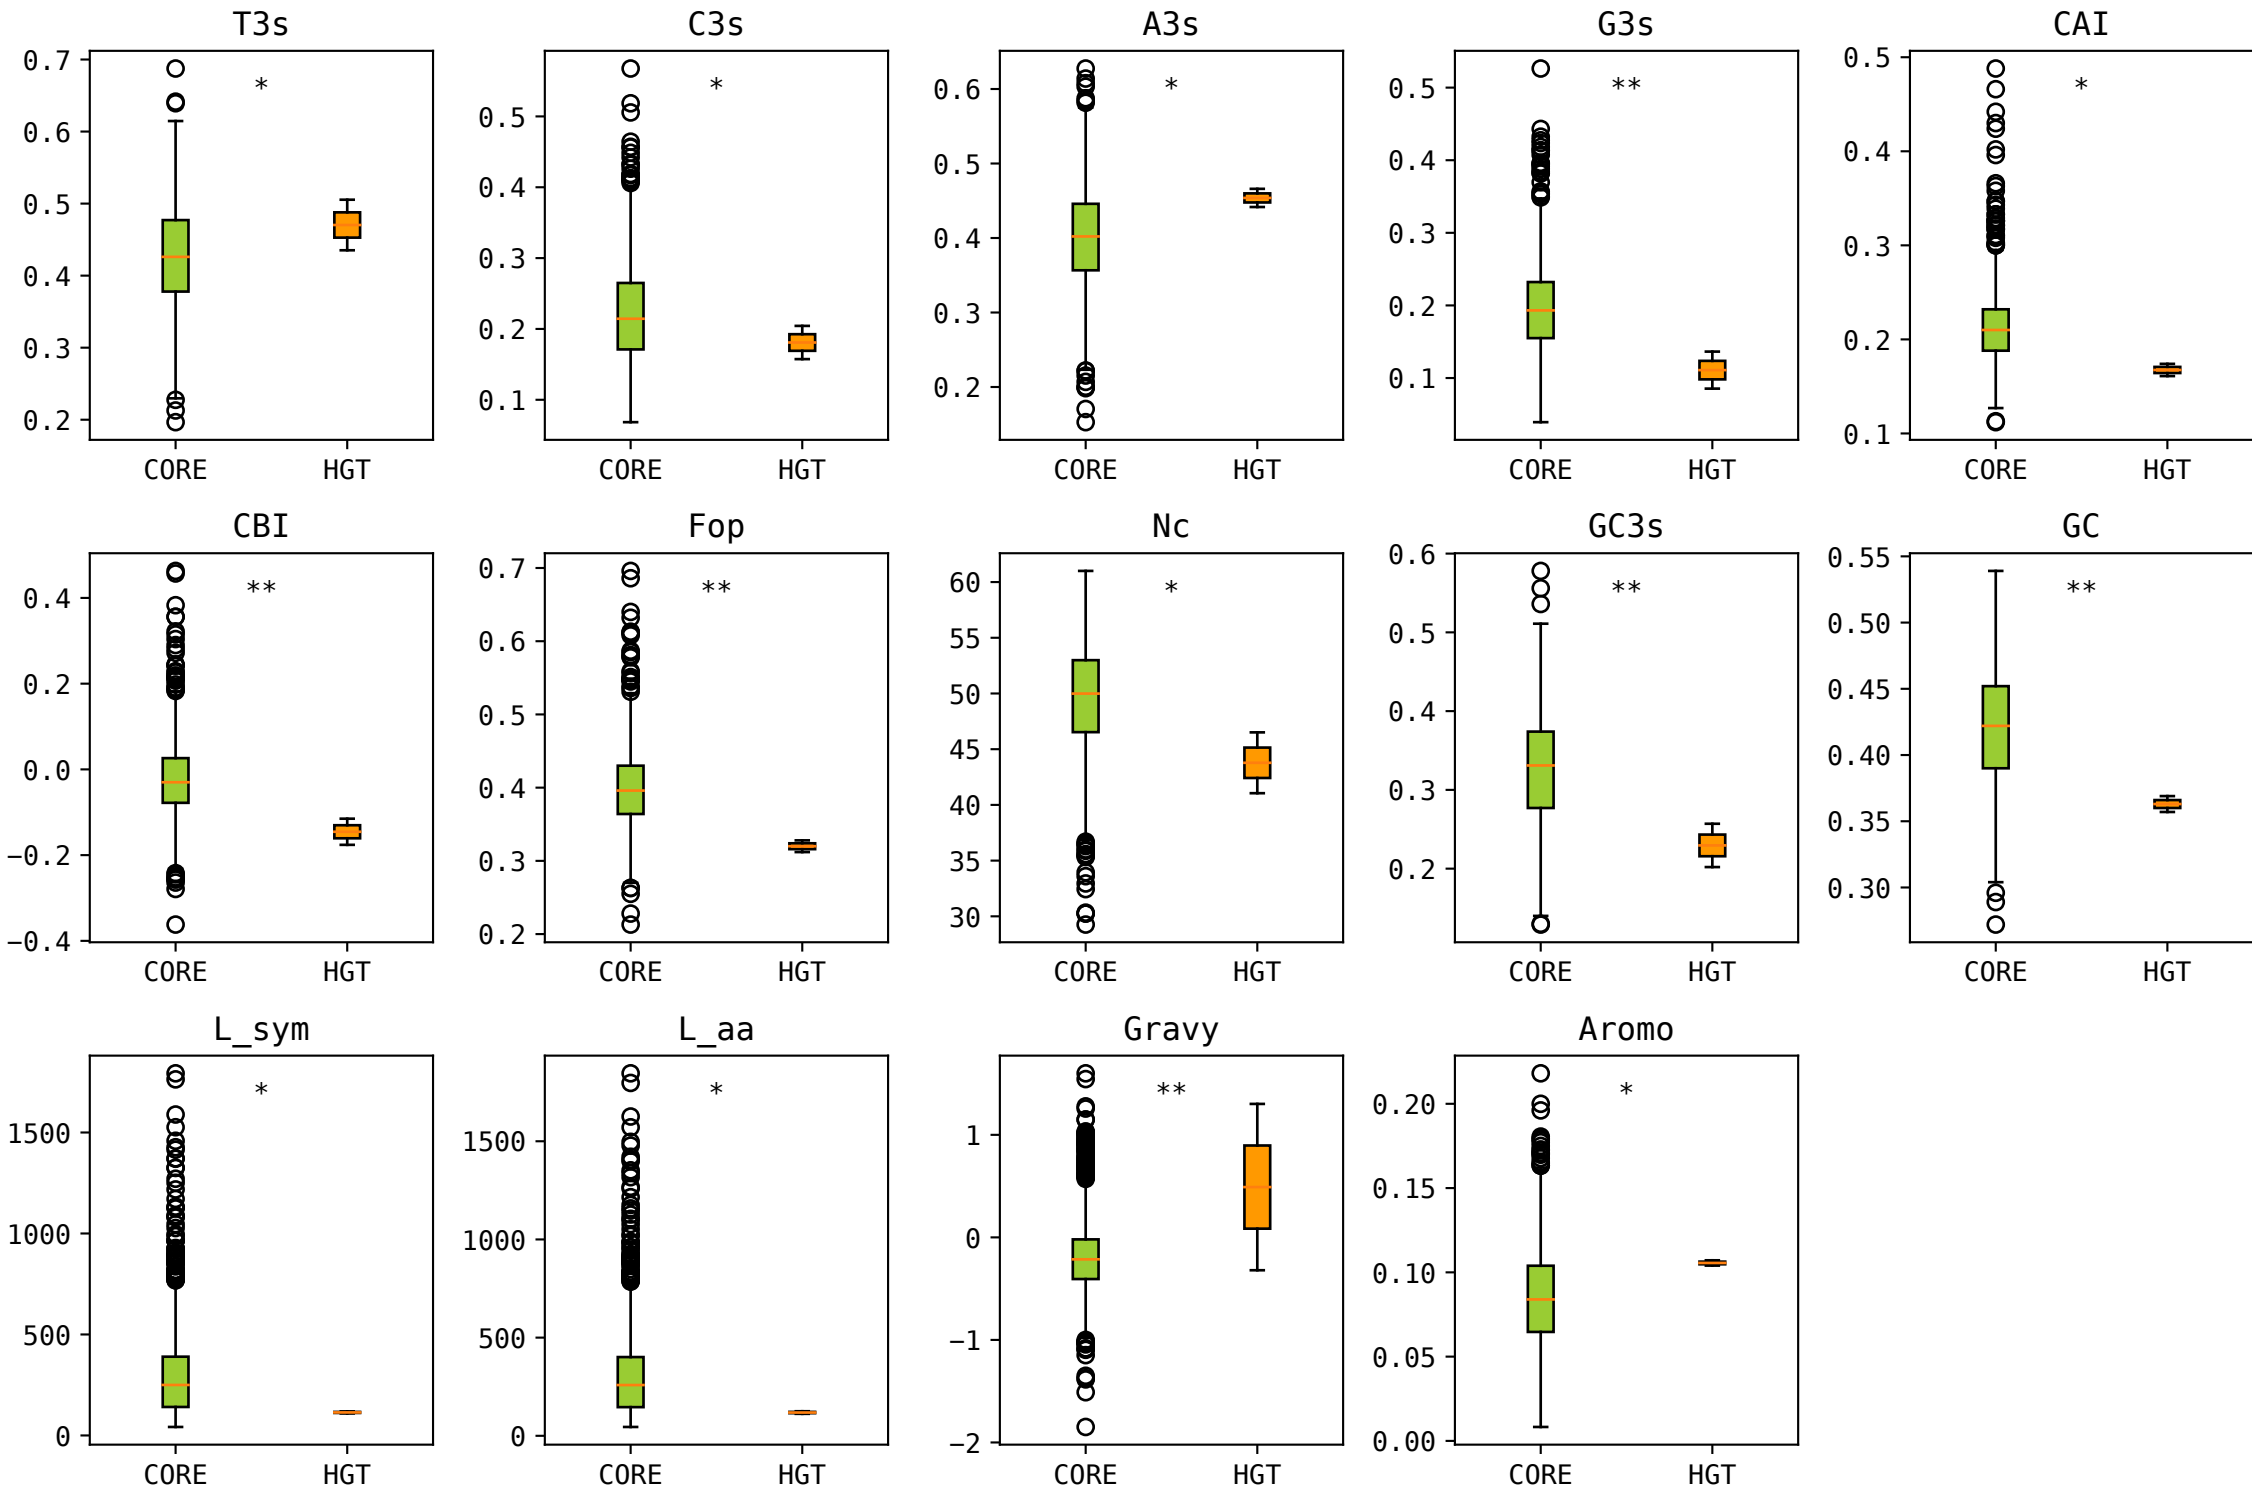 T3s C3s A3s G3s CAI
* * * ** *
0.7 0.6 0.5 0.4 0.3 0.2
0.5 0.4 0.3 0.2 0.1
0.6 0.5 0.4 0.3 0.2
0.5 0.4 0.3 0.2 0.1
0.5 0.4 0.3 0.2 0.1
CORE HGT CORE HGT CORE HGT CORE HGT CORE HGT
CBI Fop Nc GC3s GC
** ** * ** **
0.4 0.2 0.0 −0.2 −0.4
0.7 0.6 0.5 0.4 0.3 0.2
60 55 50 45 40 35 30
0.6 0.5 0.4 0.3 0.2
0.55 0.50 0.45 0.40 0.35 0.30
CORE HGT CORE HGT CORE HGT CORE HGT CORE HGT
L_sym L_aa Gravy Aromo
* * ** *
1500 1000 500 0
1500 1000 500 0
1 0 −1 −2
0.20 0.15 0.10 0.05 0.00
CORE HGT CORE HGT CORE HGT CORE HGT